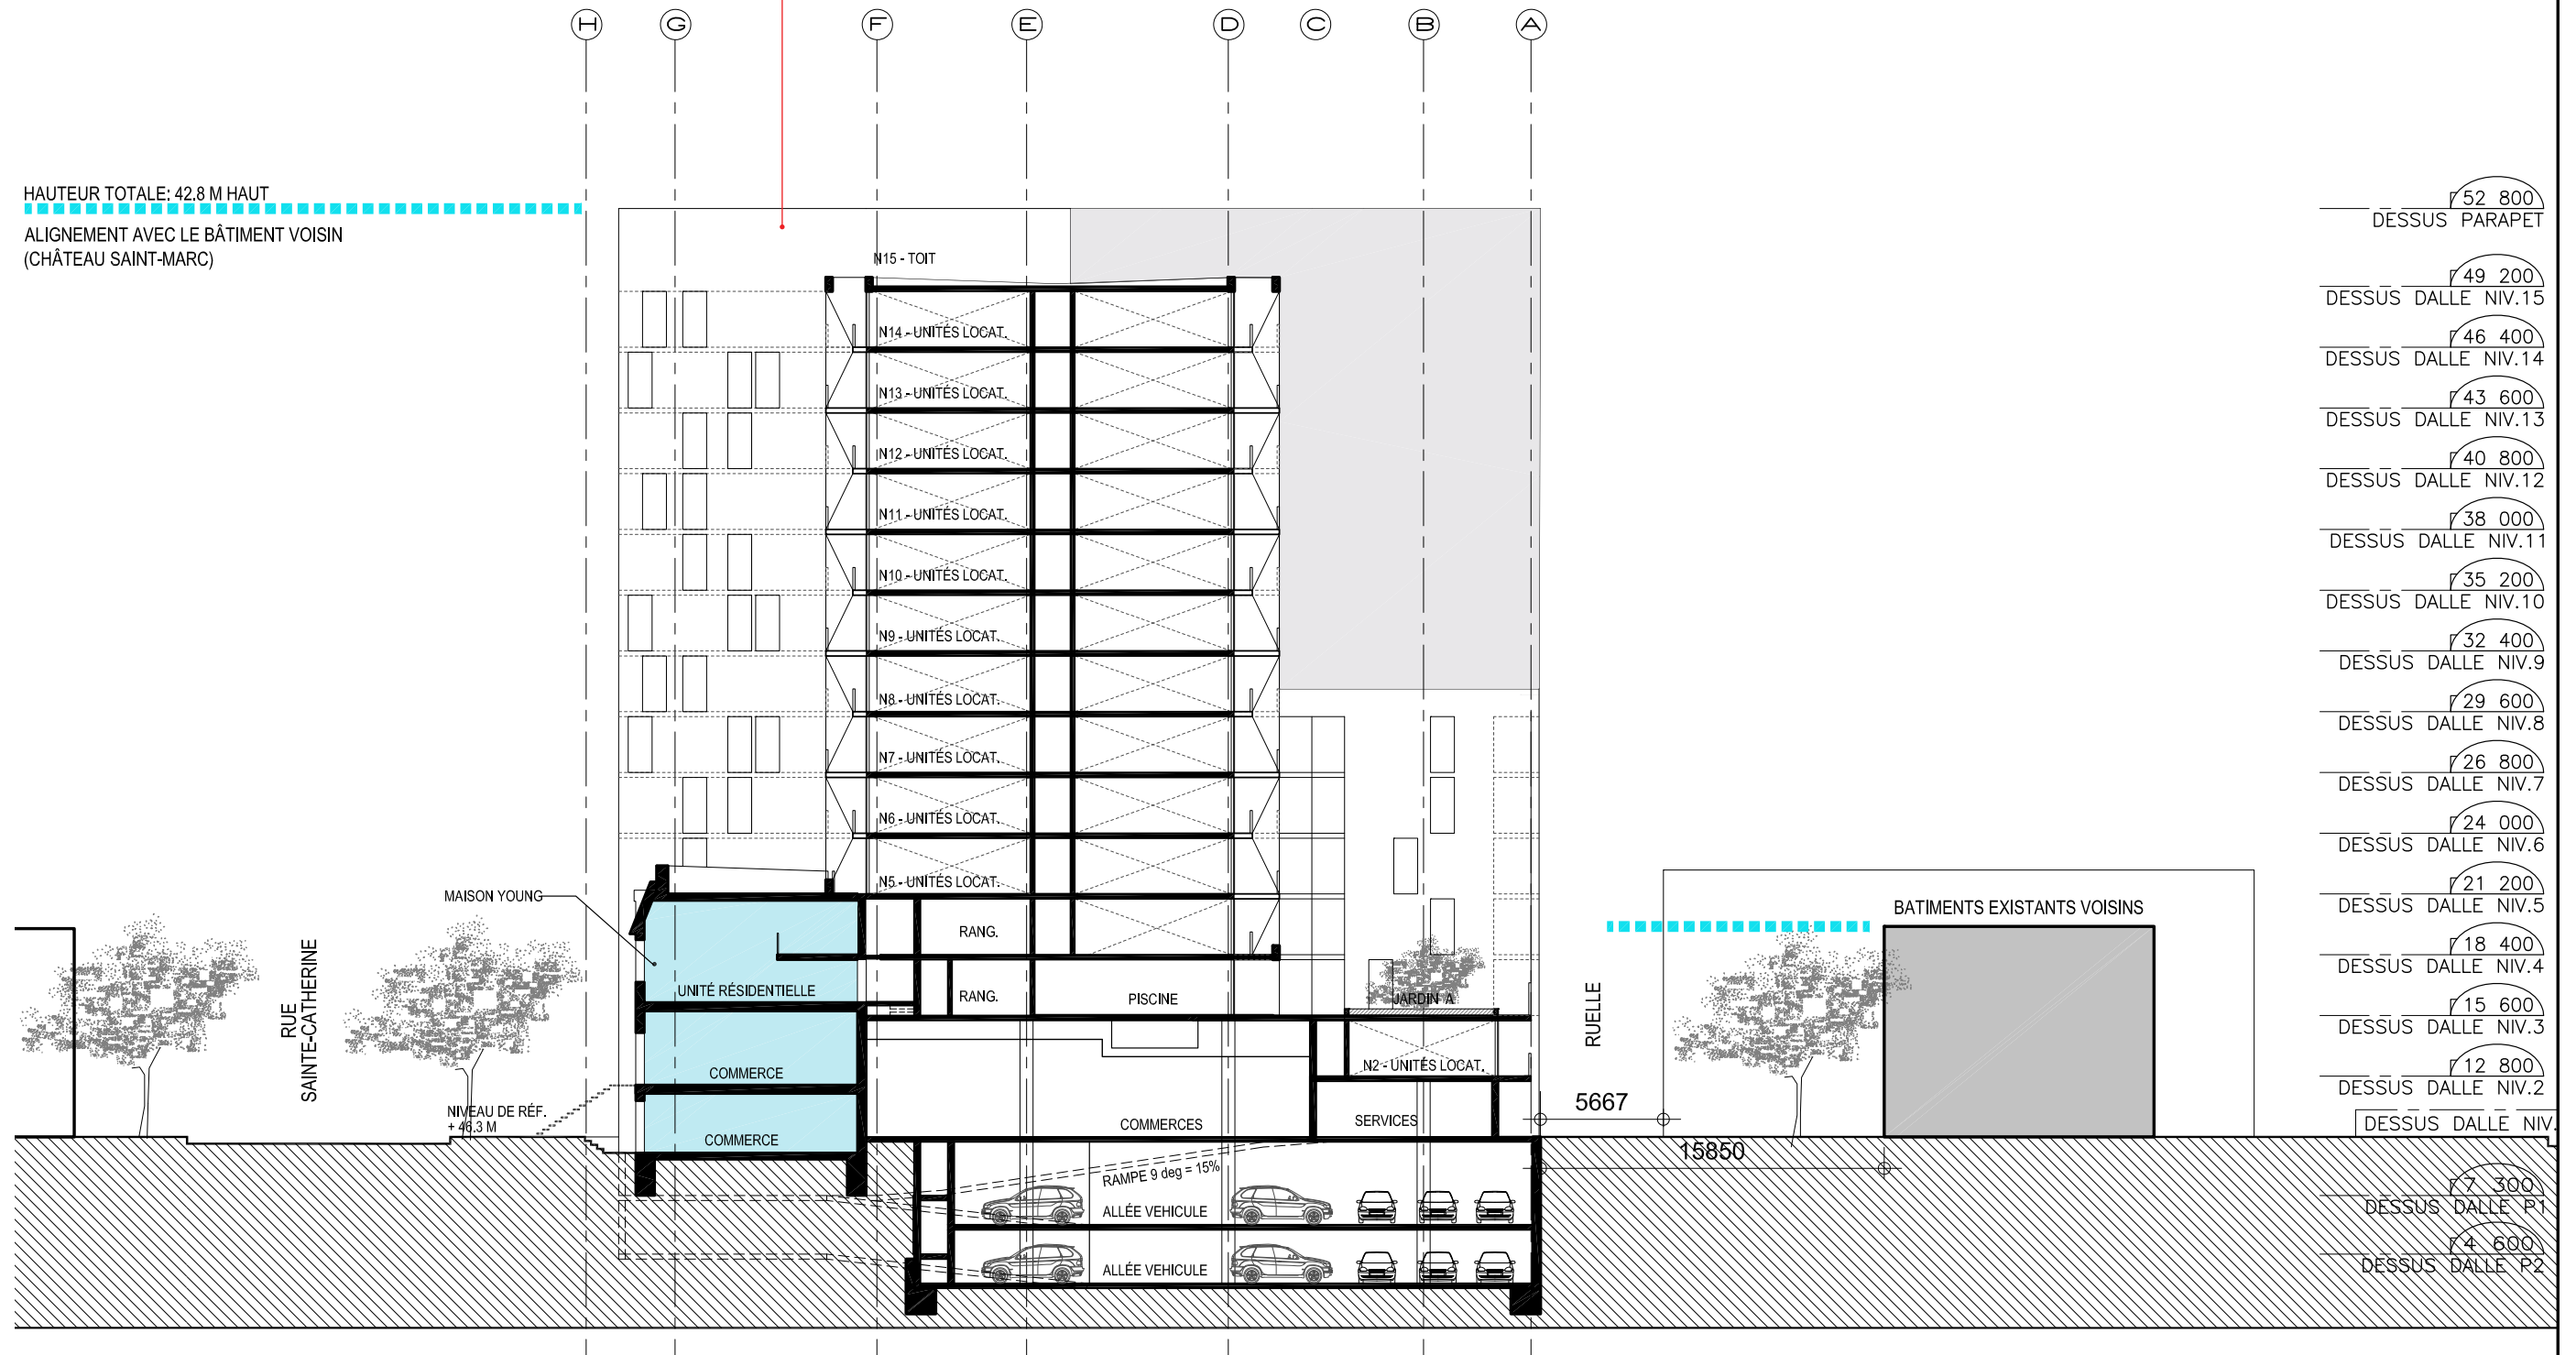 H G F E D C B A
HAUTEUR TOTALE: 42.8 M HAUT
ALIGNEMENT AVEC LE BÂTIMENT VOISIN
(CHÂTEAU SAINT-MARC)
N15 - TOIT
N14 - UNITÉS LOCAT.
N13 - UNITÉS LOCAT.
N12 - UNITÉS LOCAT.
N11 - UNITÉS LOCAT.
N10 - UNITÉS LOCAT.
N9 - UNITÉS LOCAT.
N8 - UNITÉS LOCAT.
N7 - UNITÉS LOCAT.
N6 - UNITÉS LOCAT.
N5 - UNITÉS LOCAT.
MAISON YOUNG
RANG.
UNITÉ RÉSIDENTIELLE
RANG.
PISCINE
JARDIN A
COMMERCE
N2 - UNITÉS LOCAT.
COMMERCE
COMMERCES
SERVICES
RUE
SAINTE-CATHERINE
NIVEAU DE RÉF.
+ 46.3 M
RAMPE 9 deg = 15%
ALLÉE VEHICULE
ALLÉE VEHICULE
RUELLE
BATIMENTS EXISTANTS VOISINS
5667
15850
52 800
DESSUS PARAPET
49 200
DESSUS DALLE NIV.15
46 400
DESSUS DALLE NIV.14
43 600
DESSUS DALLE NIV.13
40 800
DESSUS DALLE NIV.12
38 000
DESSUS DALLE NIV.11
35 200
DESSUS DALLE NIV.10
32 400
DESSUS DALLE NIV.9
29 600
DESSUS DALLE NIV.8
26 800
DESSUS DALLE NIV.7
24 000
DESSUS DALLE NIV.6
21 200
DESSUS DALLE NIV.5
18 400
DESSUS DALLE NIV.4
15 600
DESSUS DALLE NIV.3
12 800
DESSUS DALLE NIV.2
DESSUS DALLE NIV.
7 300
DESSUS DALLE P1
4 600
DESSUS DALLE P2